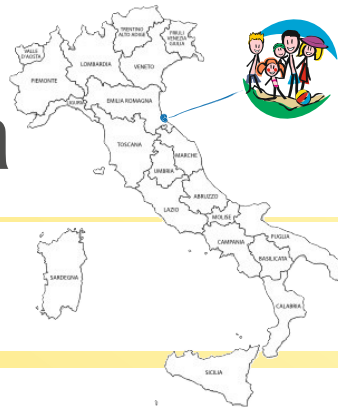 TRENTINO
ALTO ADIGE
FRIULI
VENEZIA
GIULIA
VALLE
D'AOSTA
LOMBARDIA
VENETO
PIEMONTE
LIGURIA
EMILIA ROMAGNA
TOSCANA
MARCHE
UMBRIA
LAZIO
ABRUZZO
MOLISE
CAMPANIA
PUGLIA
BASILICATA
SARDEGNA
CALABRIA
SICILIA